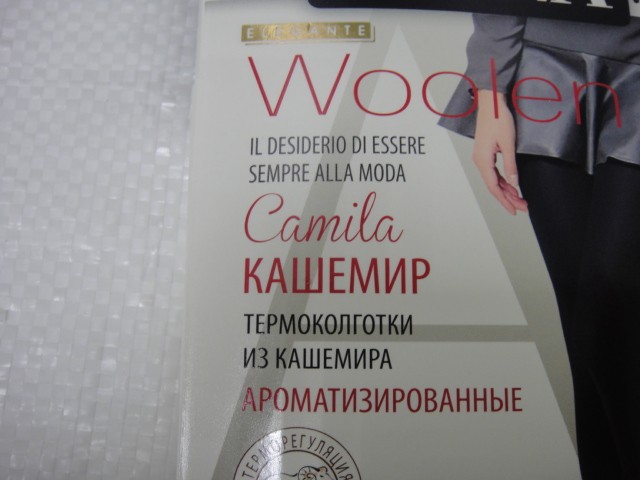 ELEGANTE
Woolen
IL DESIDERIO DI ESSERE
SEMPRE ALLA MODA
Camila
КАШЕМИР
ТЕРМОКОЛГОТКИ
ИЗ КАШЕМИРА
АРОМАТИЗИРОВАННЫЕ
ТЕРМОРЕГУЛЯЦИЯ